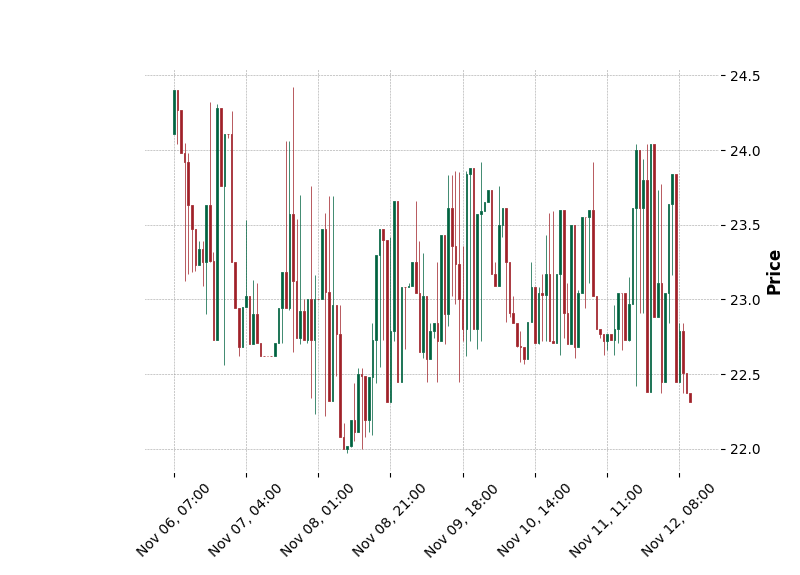 24.5
24.0
23.5
23.0
22.5
22.0
Price
Nov 06, 07:00
Nov 07, 04:00
Nov 08, 01:00
Nov 08, 21:00
Nov 09, 18:00
Nov 10, 14:00
Nov 11, 11:00
Nov 12, 08:00